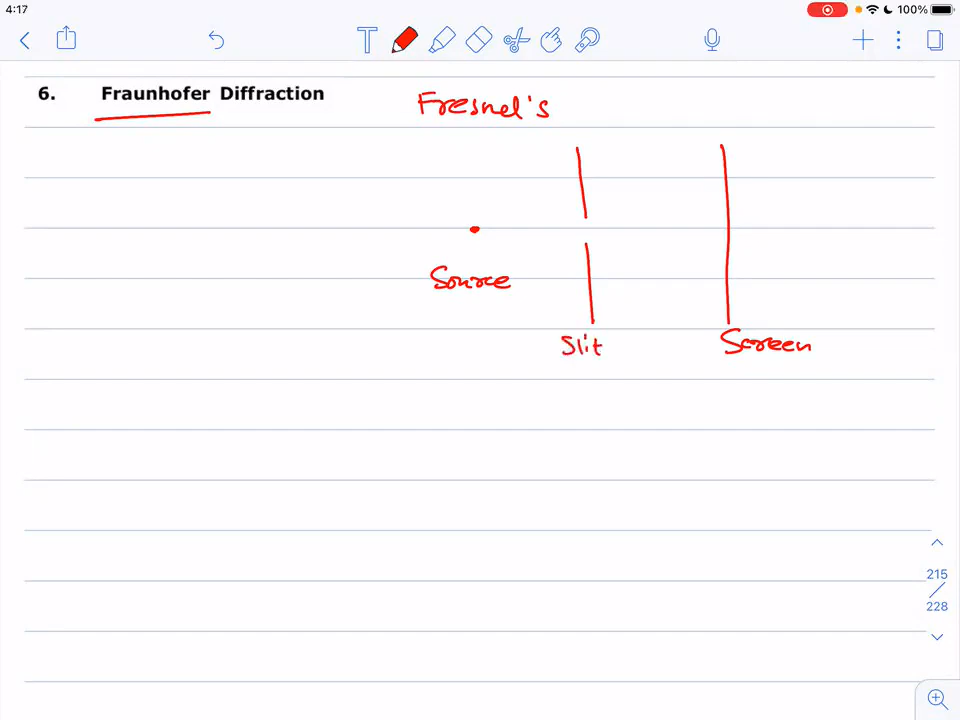 4:17
100%
T
6. Fraunhofer Diffraction
Fresnel's
Source
Slit
Screen
215
228